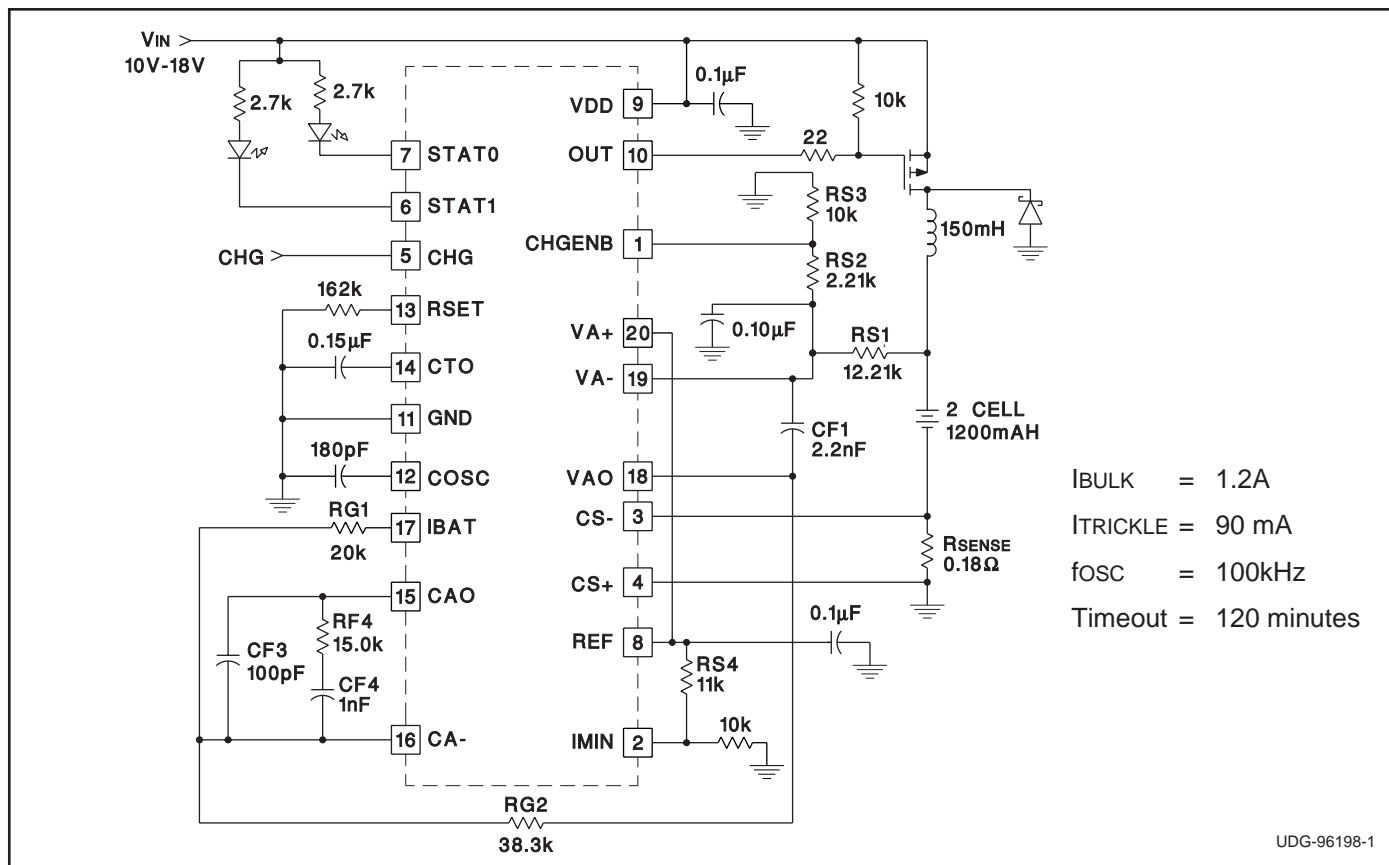 VIN
10V-18V
2.7k
2.7k
0.1µF
10k
VDD
9
22
OUT
10
7
STAT0
6
STAT1
RS3
10k
150mH
CHGENB
1
CHG
5
CHG
RS2
2.21k
162k
13
RSET
0.10µF
0.15µF
VA+
20
RS1
12.21k
14
CTO
VA-
19
11
GND
2 CELL
1200mAH
CF1
2.2nF
180pF
12
COSC
VAO
18
RG1
20k
17
IBAT
CS-
3
RSENSE
0.18Ω
CS+
4
15
CAO
RF4
15.0k
0.1µF
REF
8
CF3
100pF
CF4
1nF
RS4
11k
10k
16
CA-
IMIN
2
RG2
38.3k
IBULK = 1.2A
ITRICKLE = 90 mA
fOSC = 100kHz
Timeout = 120 minutes
UDG-96198-1